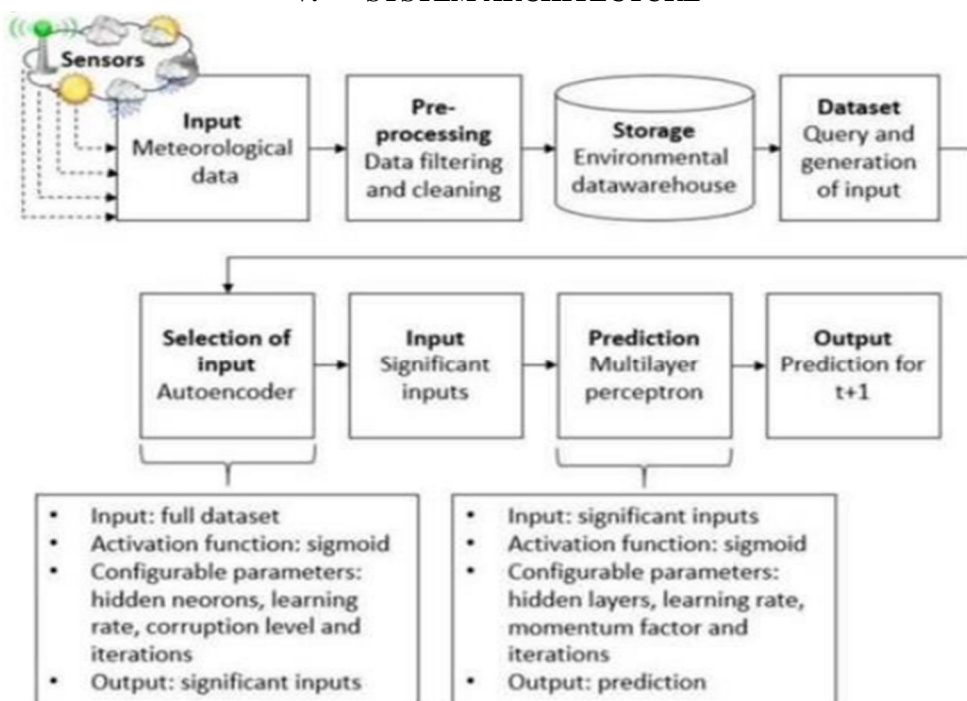 Sensors
Input
Meteorological
data
Pre-
processing
Data filtering
and cleaning
Storage
Environmental
datawarehouse
Dataset
Query and
generation
of input
Selection of
input
Autoencoder
Input
Significant
inputs
Prediction
Multilayer
perceptron
Output
Prediction for
t+1
• Input: full dataset
• Activation function: sigmoid
• Configurable parameters:
hidden neorons, learning
rate, corruption level and
iterations
• Output: significant inputs
• Input: significant inputs
• Activation function: sigmoid
• Configurable parameters:
hidden layers, learning rate,
momentum factor and
iterations
• Output: prediction